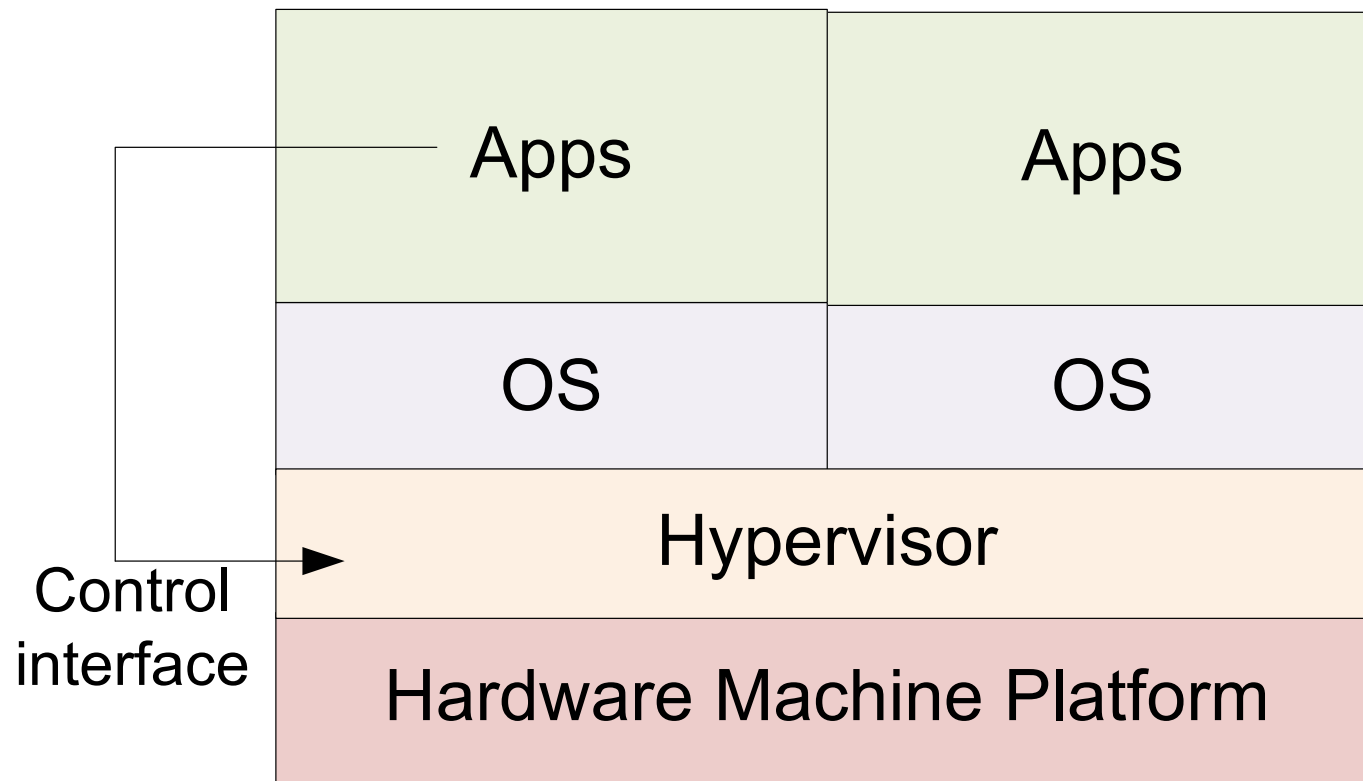 Apps
Apps
OS
OS
Hypervisor
Control
interface
Hardware Machine Platform